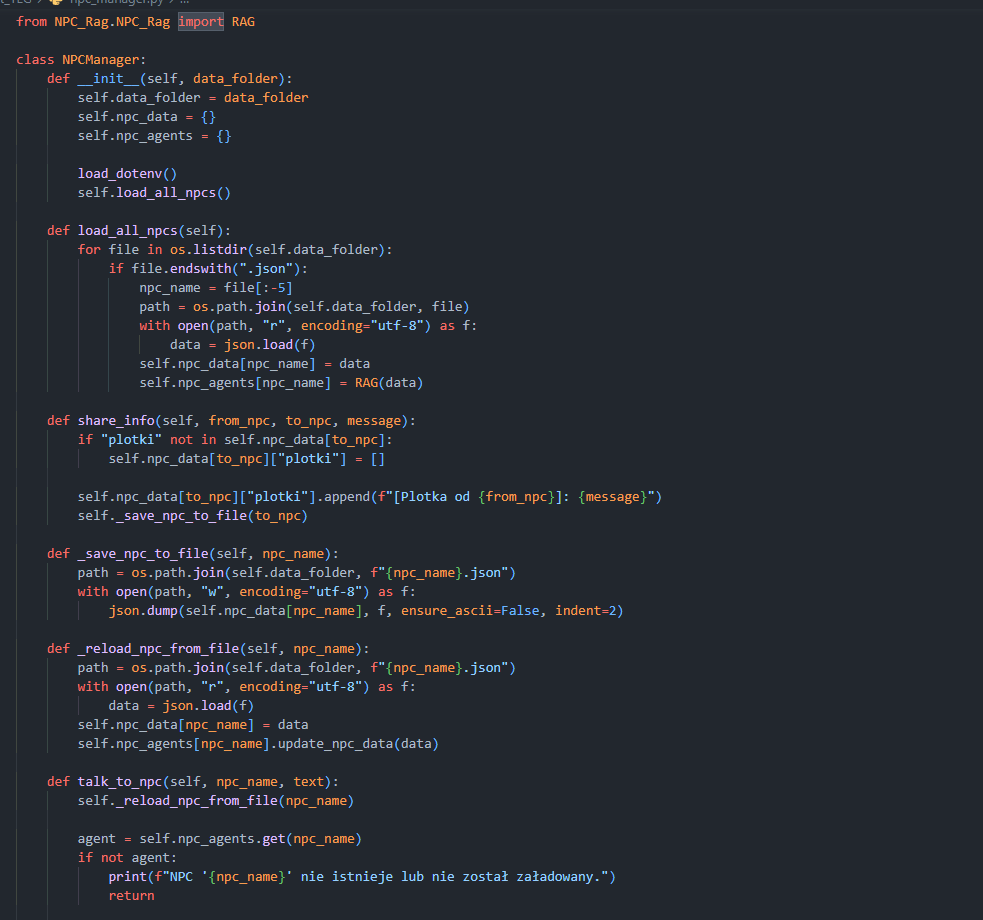 npc_manager.py > ...
from NPC_Rag.NPC_Rag import RAG

class NPCManager:
    def __init__(self, data_folder):
        self.data_folder = data_folder
        self.npc_data = {}
        self.npc_agents = {}

        load_dotenv()
        self.load_all_npcs()

    def load_all_npcs(self):
        for file in os.listdir(self.data_folder):
            if file.endswith(".json"):
                npc_name = file[:-5]
                path = os.path.join(self.data_folder, file)
                with open(path, "r", encoding="utf-8") as f:
                    data = json.load(f)
                self.npc_data[npc_name] = data
                self.npc_agents[npc_name] = RAG(data)

    def share_info(self, from_npc, to_npc, message):
        if "plotki" not in self.npc_data[to_npc]:
            self.npc_data[to_npc]["plotki"] = []

        self.npc_data[to_npc]["plotki"].append(f"[Plotka od {from_npc}]: {message}")
        self._save_npc_to_file(to_npc)

    def _save_npc_to_file(self, npc_name):
        path = os.path.join(self.data_folder, f"{npc_name}.json")
        with open(path, "w", encoding="utf-8") as f:
            json.dump(self.npc_data[npc_name], f, ensure_ascii=False, indent=2)

    def _reload_npc_from_file(self, npc_name):
        path = os.path.join(self.data_folder, f"{npc_name}.json")
        with open(path, "r", encoding="utf-8") as f:
            data = json.load(f)
        self.npc_data[npc_name] = data
        self.npc_agents[npc_name].update_npc_data(data)

    def talk_to_npc(self, npc_name, text):
        self._reload_npc_from_file(npc_name)

        agent = self.npc_agents.get(npc_name)
        if not agent:
            print(f"NPC '{npc_name}' nie istnieje lub nie został załadowany.")
            return